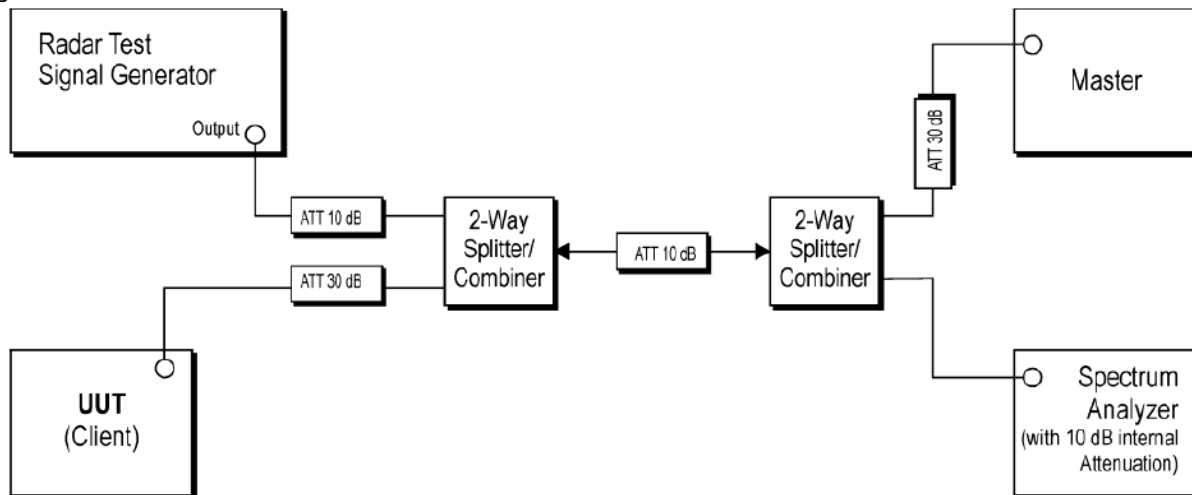 Radar Test
Signal Generator
Output
ATT 10 dB
ATT 30 dB
UUT
(Client)
2-Way
Splitter/
Combiner
ATT 10 dB
2-Way
Splitter/
Combiner
ATT 30 dB
Master
Spectrum
Analyzer
(with 10 dB internal
Attenuation)